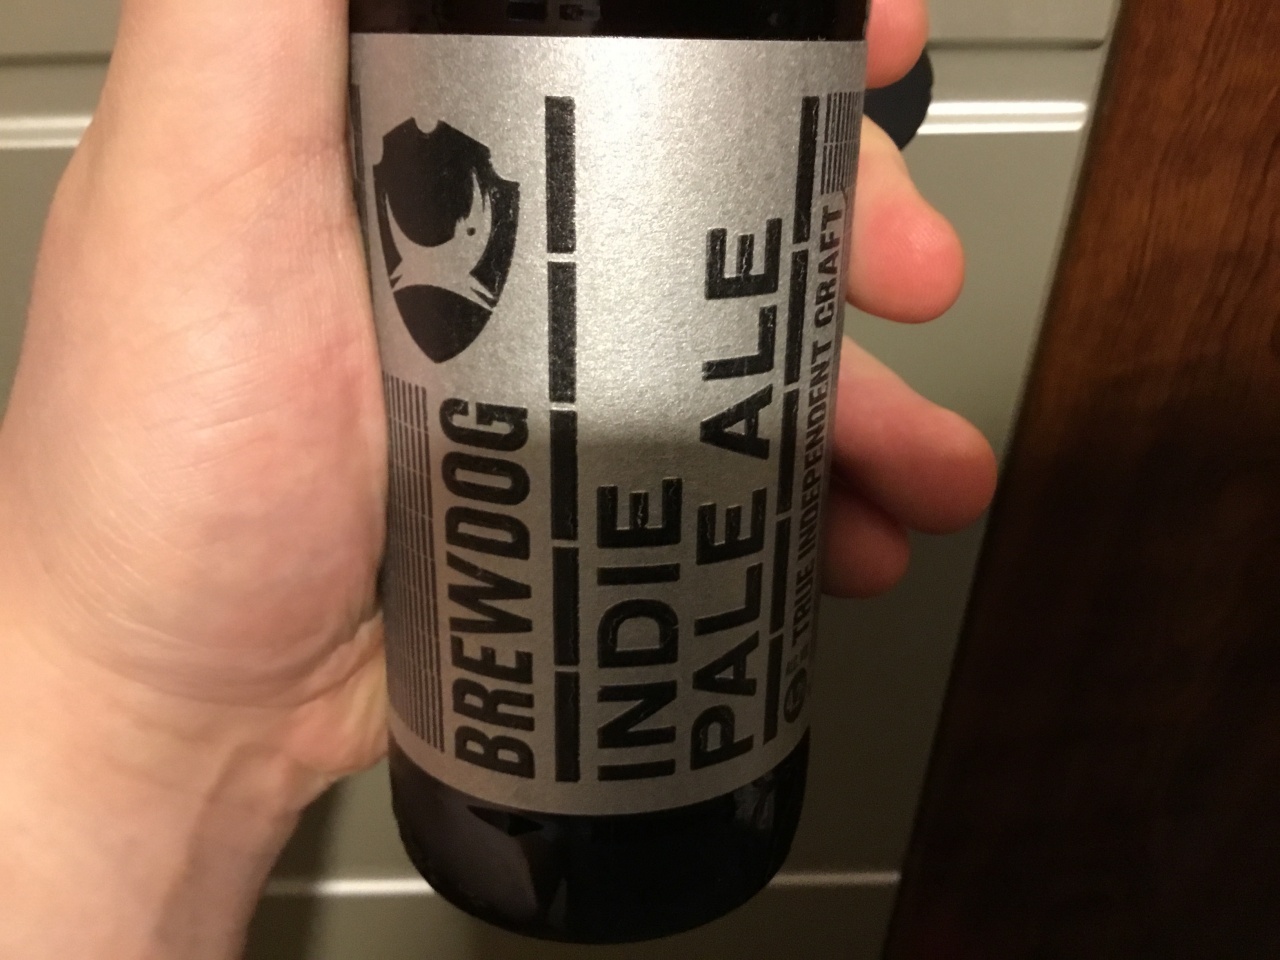 BREWDOG
INDIE
PALE ALE
TRUE INDEPENDENT CRAFT